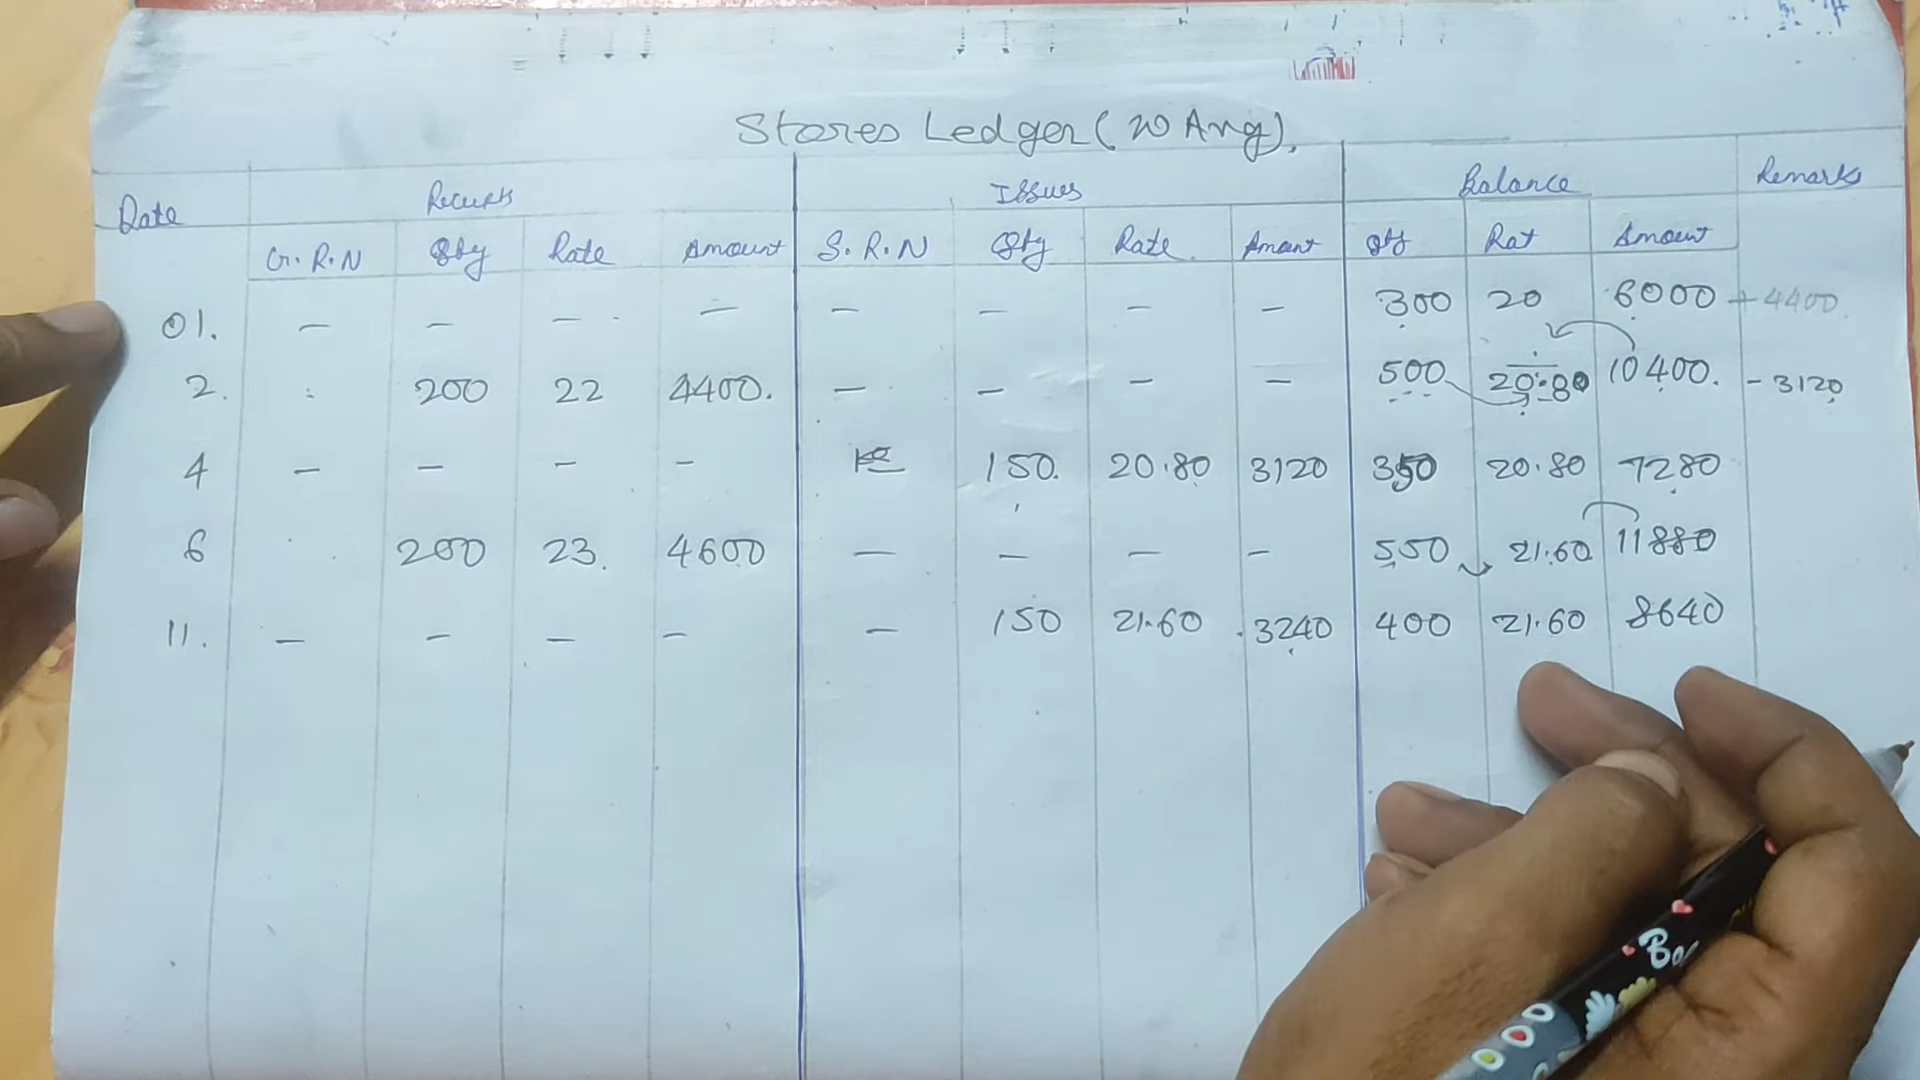 Stores Ledger (W Avg).
Date Receipts Issues Balance Remarks
G.R.N Qty Rate Amount S.R.N Qty Rate Amount Qty Rat Amount
01. — — — — — — — — 300 20 6000 + 4400.
2. 200 22 4400. — — — — 500 20.80 10400. - 3120
4 — — — — 150. 20.80 3120 350 20.80 7280
6 200 23. 4600 — — — — 550 21.60 11880
11. — — — — — 150 21.60 3240 400 21.60 8640